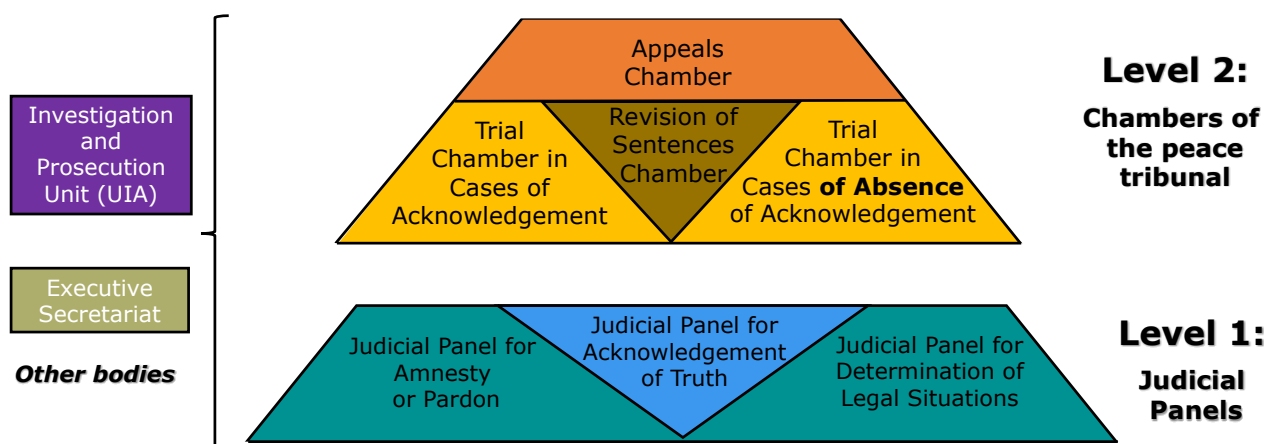 Appeals
Chamber
Trial
Chamber in
Cases of
Acknowledgement
Revision of
Sentences
Chamber
Trial
Chamber in
Cases of Absence
of Acknowledgement
Level 2:
Chambers of
the peace
tribunal
Investigation
and
Prosecution
Unit (UIA)
Executive
Secretariat
Other bodies
Judicial Panel for
Amnesty
or Pardon
Judicial Panel for
Acknowledgement
of Truth
Judicial Panel for
Determination of
Legal Situations
Level 1:
Judicial
Panels